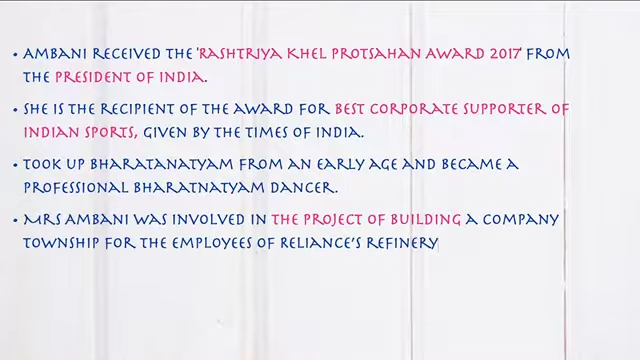 • Ambani received the 'Rashtriya Khel Protsahan Award 2017' from
the President of India.
• She is the recipient of the award for Best Corporate Supporter of
Indian Sports, given by the Times of India.
• Took up Bharatanatyam from an early age and became a
professional Bharatnatyam dancer.
• Mrs Ambani was involved in the project of building a company
township for the employees of Reliance's refinery